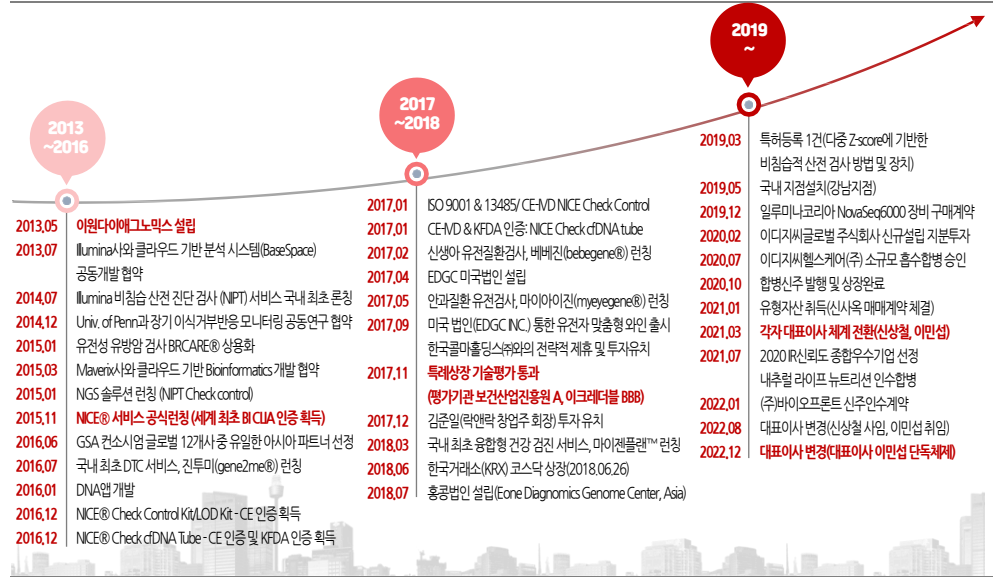 2013
~2016
2013,05 이원다이애그노믹스 설립
2013,07 Illumina사와 클라우드 기반 분석 시스템(BaseSpace)
공동개발 협약
2014,07 Illumina 비침습 산전 진단 검사 (NIPT) 서비스 국내 최초 론칭
2014,12 Univ. of Penn과 장기 이식거부반응 모니터링 공동연구 협약
2015,01 유전성 유방암 검사 BRCARE® 상용화
2015,03 Maverix사와 클라우드 기반 Bioinformatics 개발 협약
2015,01 NGS 솔루션 런칭 (NIPT Check control)
2015,11 NICE® 서비스 공식런칭 (세계 최초 BI CLIA 인증 획득)
2016,06 GSA 컨소시엄 글로벌 12개사 중 유일한 아시아 파트너 선정
2016,07 국내 최초 DTC 서비스, 진투미(gene2me®) 런칭
2016,01 DNA앱 개발
2016,12 NICE® Check Control Kit/LOD Kit - CE 인증 획득
2016,12 NICE® Check cfDNA Tube - CE 인증 및 KFDA 인증 획득
2017
~2018
2017,01 ISO 9001 & 13485/ CE-IVD NICE Check Control
2017,01 CE-IVD & KFDA 인증: NICE Check cfDNA tube
2017,02 신생아 유전질환검사, 베베진(bebegene®) 런칭
2017,04 EDGC 미국법인 설립
2017,05 안과질환 유전검사, 마이아이진(myeyegene®) 런칭
2017,09 미국 법인(EDGC INC.) 통한 유전자 맞춤형 와인 출시
한국콜마홀딩스㈜와의 전략적 제휴 및 투자유치
2017,11 특례상장 기술평가 통과
(평가기관 보건산업진흥원 A, 이크레더블 BBB)
2017,12 김준일(락앤락 창업주 회장) 투자 유치
2018,03 국내 최초 융합형 건강 검진 서비스, 마이젠플랜™ 런칭
2018,06 한국거래소(KRX) 코스닥 상장(2018.06.26)
2018,07 홍콩법인 설립(Eone Diagnomics Genome Center, Asia)
2019
~
2019,03 특허등록 1건(다중 Z-score에 기반한
비침습적 산전 검사 방법 및 장치)
2019,05 국내 지점설치(강남지점)
2019,12 일루미나코리아 NovaSeq6000 장비 구매계약
2020,02 이디지씨글로벌 주식회사 신규설립 지분투자
2020,07 이디지씨헬스케어(주) 소규모 흡수합병 승인
2020,10 합병신주 발행 및 상장완료
2021,01 유형자산 취득(신사옥 매매계약 체결)
2021,03 각자 대표이사 체계 전환(신상철, 이민섭)
2021,07 2020 IR신뢰도 종합우수기업 선정
내추럴 라이프 뉴트리션 인수합병
2022,01 (주)바이오프론트 신주인수계약
2022,08 대표이사 변경(신상철 사임, 이민섭 취임)
2022,12 대표이사 변경(대표이사 이민섭 단독체제)